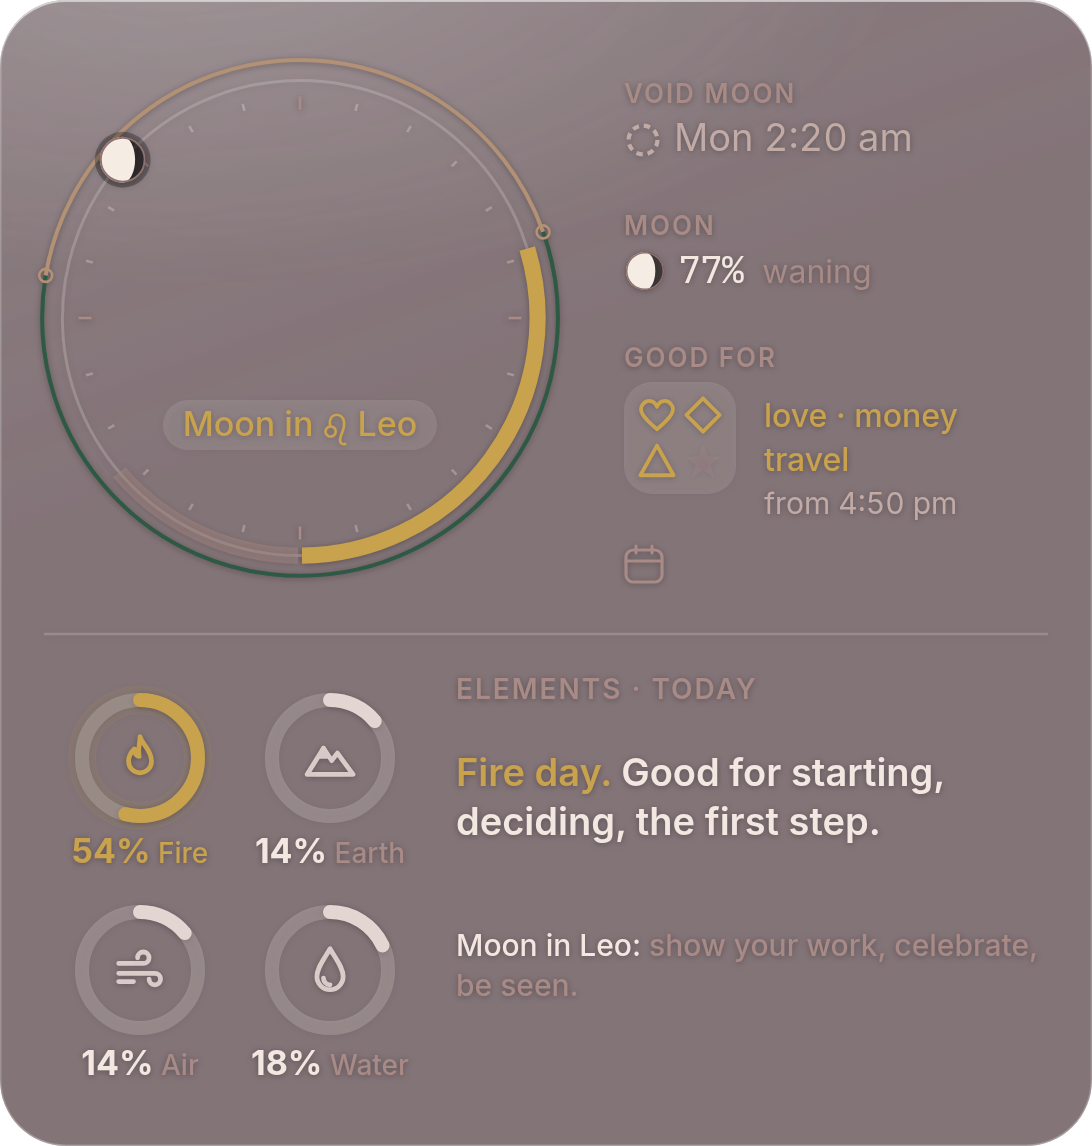 VOID MOON
Mon 2:20 am
MOON
77% waning
Moon in ♌ Leo
GOOD FOR
love · money
travel
from 4:50 pm
ELEMENTS · TODAY
Fire day. Good for starting,
deciding, the first step.
54% Fire
14% Earth
Moon in Leo: show your work, celebrate,
be seen.
14% Air
18% Water